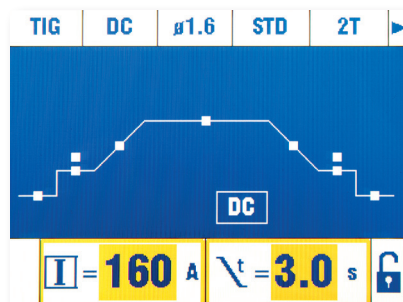 TIG DC ø1.6 STD 2T
DC
I = 160 A t = 3.0 s